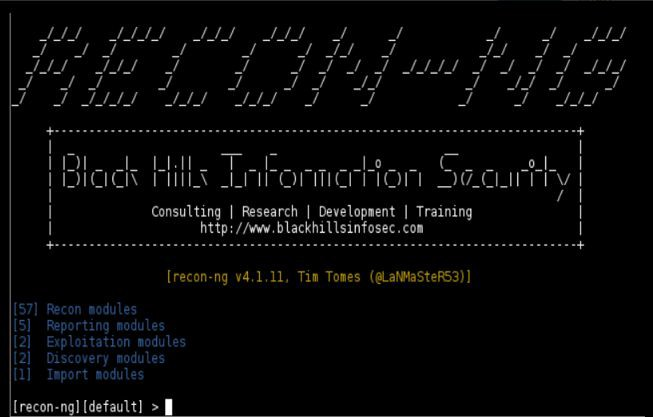 RECON-NG
Black Hills Information Security
Consulting | Research | Development | Training
http://www.blackhillsinfosec.com
[recon-ng v4.1.11, Tim Tomes (@LaNMaSteR53)]
[57] Recon modules
[5]  Reporting modules
[2]  Exploitation modules
[2]  Discovery modules
[1]  Import modules
[recon-ng][default] >